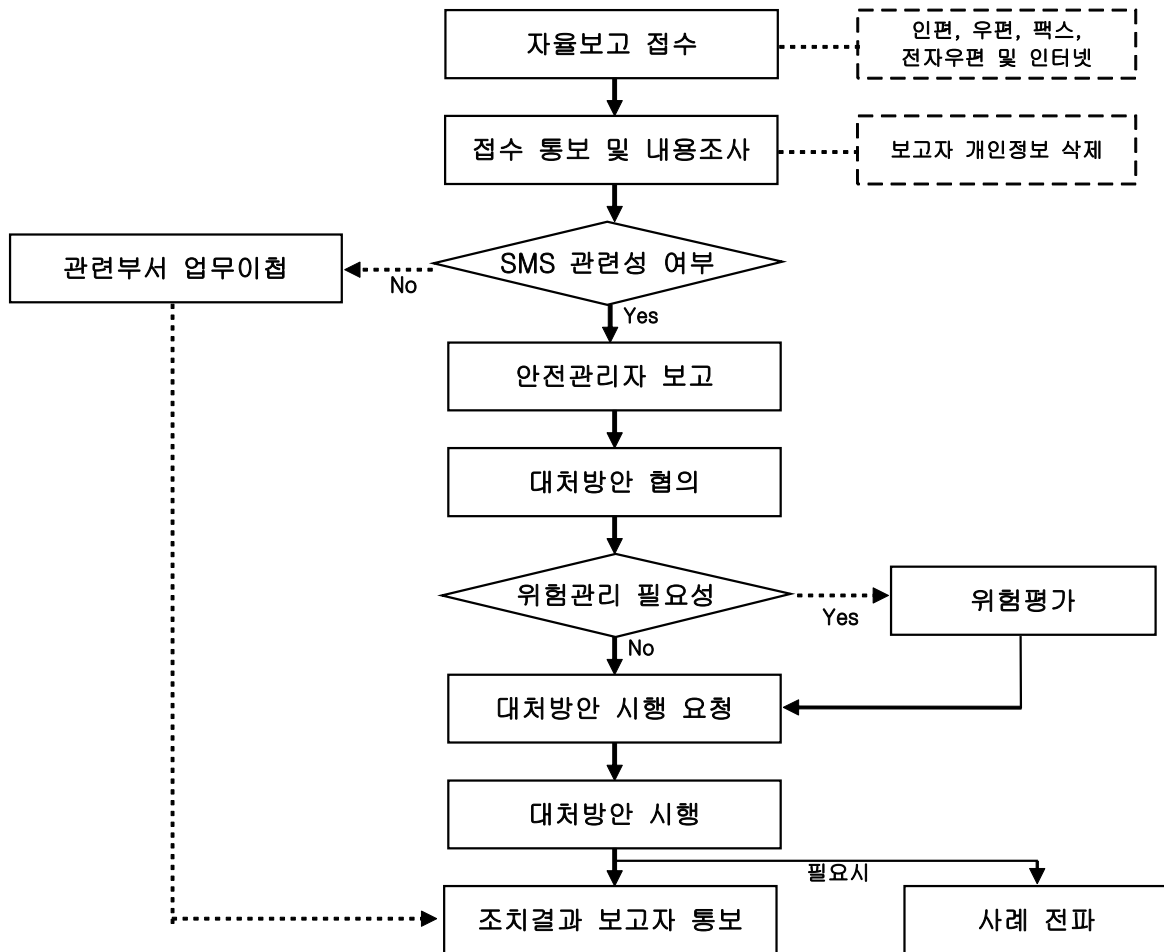 자율보고 접수
인편, 우편, 팩스,
전자우편 및 인터넷
접수 통보 및 내용조사
보고자 개인정보 삭제
SMS 관련성 여부
관련부서 업무이첩
No
Yes
안전관리자 보고
대처방안 협의
위험관리 필요성
Yes
위험평가
No
대처방안 시행 요청
대처방안 시행
필요시
조치결과 보고자 통보
사례 전파